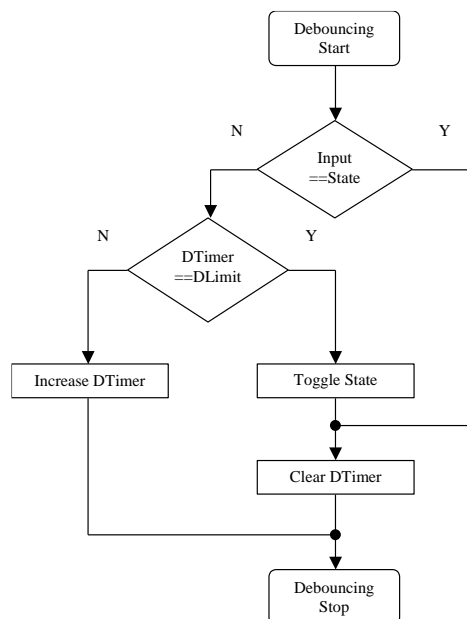 Debouncing
Start
N
Y
Input
==State
N
Y
DTimer
==DLimit
Increase DTimer
Toggle State
Clear DTimer
Debouncing
Stop